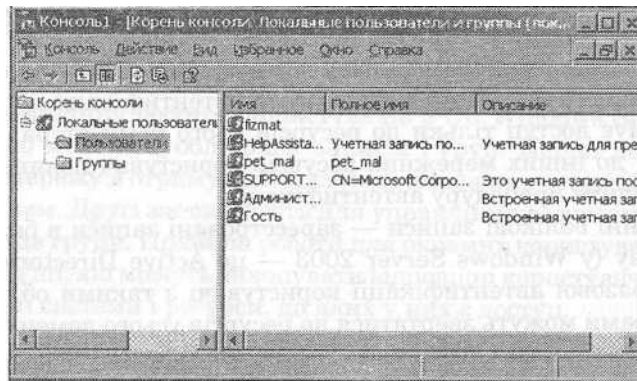 Консоль1 - [Корень консоли\Локальные пользователи и группы (лок...
Консоль Действие Вид Избранное Окно Справка
Корень консоли
Локальные пользовател
Пользователи
Группы
Имя Полное имя Описание
fizmat
HelpAssista... Учетная запись по... Учетная запись для пре
pet_mal pet_mal
SUPPORT... CN=Microsoft Corpo... Это учетная запись пос
Админист... Встроенная учетная зап
Гость Встроенная учетная зап